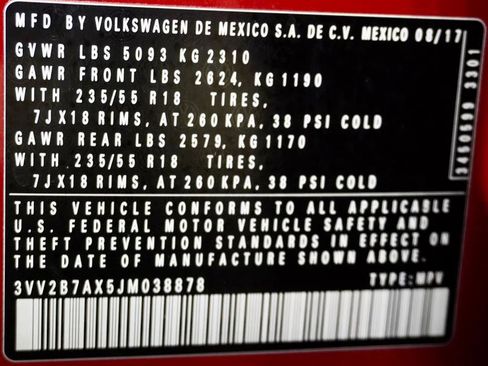 MFD BY VOLKSWAGEN DE MEXICO S.A. DE C.V. MEXICO 08/17
GVWR LBS 5093 KG 2310
GAWR FRONT LBS 2624, KG 1190
WITH 235/55 R18 TIRES,
7JX18 RIMS, AT 260 KPA, 38 PSI COLD
GAWR REAR LBS 2579, KG 1170
WITH 235/55 R18 TIRES,
7JX18 RIMS, AT 260 KPA, 38 PSI COLD
THIS VEHICLE CONFORMS TO ALL APPLICABLE
U.S. FEDERAL MOTOR VEHICLE SAFETY AND
THEFT PREVENTION STANDARDS IN EFFECT ON
THE DATE OF MANUFACTURE SHOWN ABOVE.
3VV2B7AX5JM038878 TYPE: MPV
3301